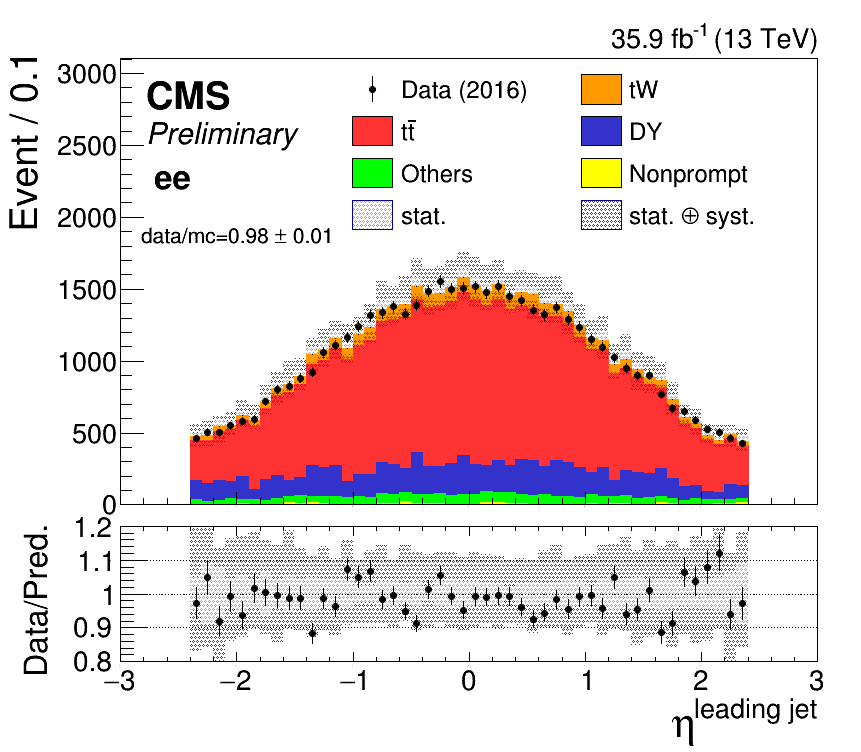 35.9 fb⁻¹ (13 TeV)
Event / 0.1
3000
2500
2000
1500
1000
500
0
CMS
Preliminary
ee
data/mc=0.98 ± 0.01
Data (2016)
tW
tt̄
DY
Others
Nonprompt
stat.
stat. ⊕ syst.
Data/Pred.
1.2
1.1
1
0.9
0.8
−3 −2 −1 0 1 2 3
η^leading jet